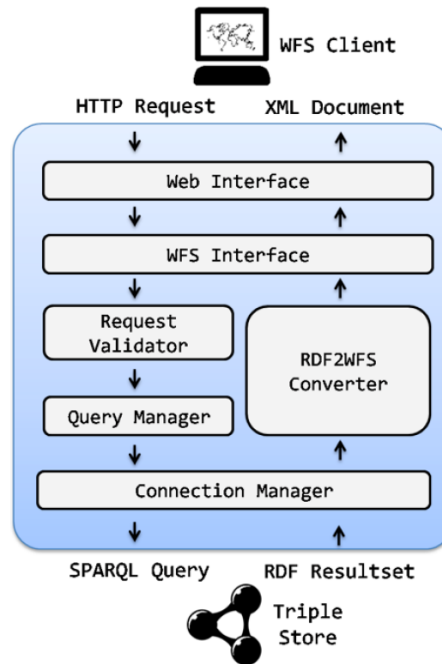 WFS Client
HTTP Request
XML Document
Web Interface
WFS Interface
Request
Validator
RDF2WFS
Converter
Query Manager
Connection Manager
SPARQL Query
RDF Resultset
Triple
Store